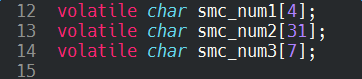 12 volatile char smc_num1[4];
13 volatile char smc_num2[31];
14 volatile char smc_num3[7];
15